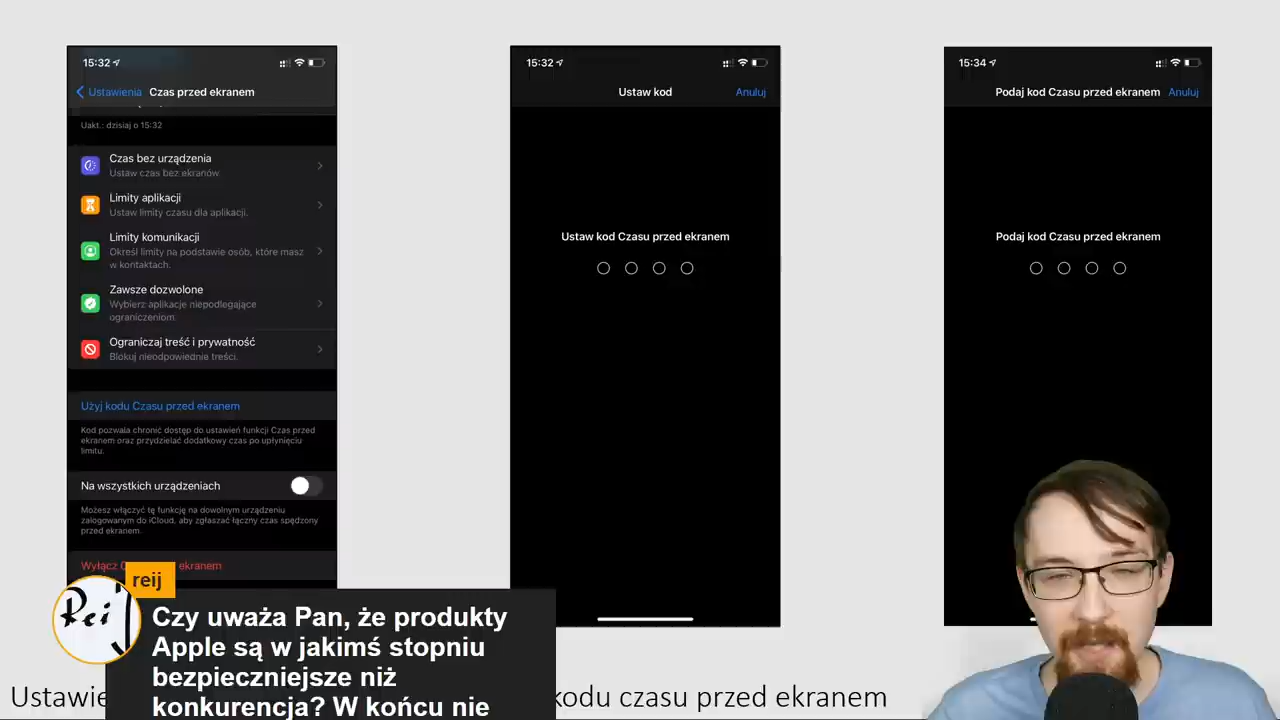 15:32
Ustawienia
Czas przed ekranem
Uakt.: dzisiaj o 15:32
Czas bez urządzenia
Ustaw czas bez ekranów
Limity aplikacji
Ustaw limity czasu dla aplikacji.
Limity komunikacji
Określ limity na podstawie osób, które masz
w kontaktach.
Zawsze dozwolone
Wybierz aplikacje niepodlegające
ograniczeniom.
Ograniczaj treść i prywatność
Blokuj nieodpowiednie treści.
Użyj kodu Czasu przed ekranem
Kod pozwala chronić dostęp do ustawień funkcji Czas przed
ekranem oraz przydzielać dodatkowy czas po upłynięciu
limitu.
Na wszystkich urządzeniach
Możesz włączyć tę funkcję na dowolnym urządzeniu
zalogowanym do iCloud, aby zgłaszać łączny czas spędzony
przed ekranem.
Wyłącz ekranem
15:32
Ustaw kod
Anuluj
Ustaw kod Czasu przed ekranem
15:34
Podaj kod Czasu przed ekranem
Anuluj
Podaj kod Czasu przed ekranem
Rei
reij
Czy uważa Pan, że produkty
Apple są w jakimś stopniu
bezpieczniejsze niż
konkurencja? W końcu nie
kodu czasu przed ekranem